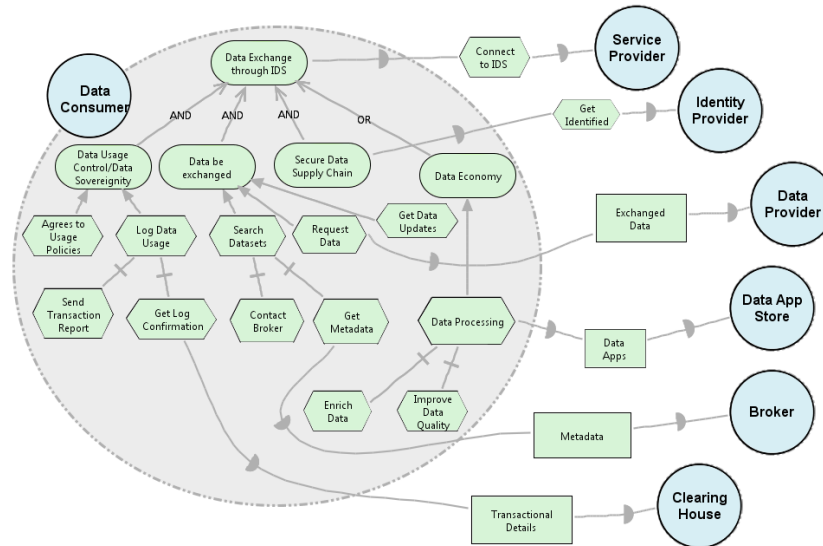 Data Exchange
through IDS
Connect
to IDS
Service
Provider
Data
Consumer
Get
Identified
Identity
Provider
AND
AND
AND
OR
Data Usage
Control/Data
Sovereignity
Data be
exchanged
Secure Data
Supply Chain
Data Economy
Agrees to
Usage
Policies
Log Data
Usage
Search
Datasets
Request
Data
Get Data
Updates
Exchanged
Data
Data
Provider
Send
Transaction
Report
Get Log
Confirmation
Contact
Broker
Get
Metadata
Data Processing
Data
Apps
Data App
Store
Enrich
Data
Improve
Data
Quality
Metadata
Broker
Transactional
Details
Clearing
House